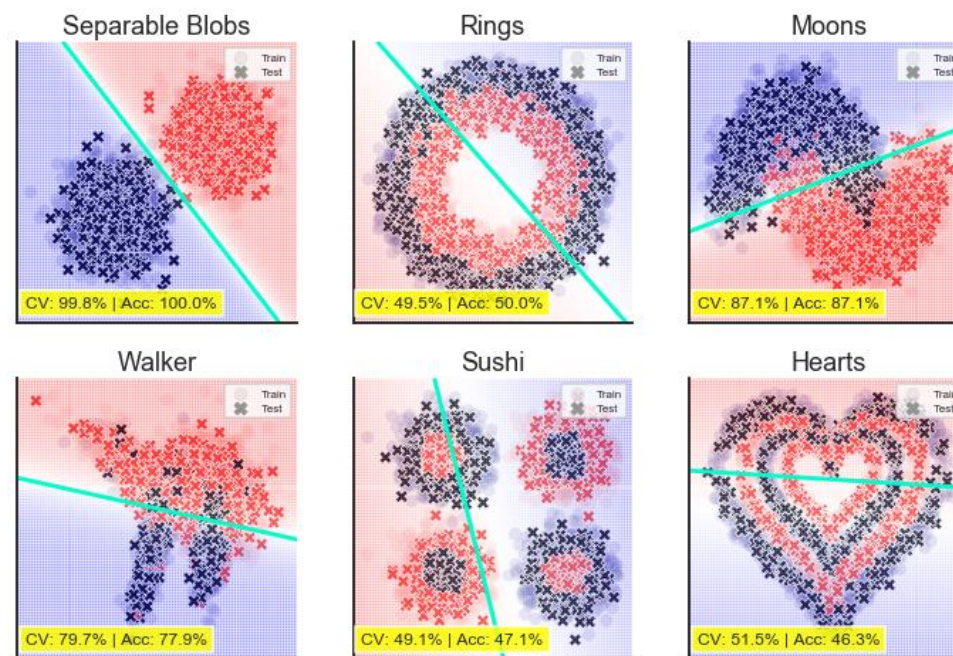 Separable Blobs
Train
Test
CV: 99.8% | Acc: 100.0%
Rings
Train
Test
CV: 49.5% | Acc: 50.0%
Moons
Train
Test
CV: 87.1% | Acc: 87.1%
Walker
Train
Test
CV: 79.7% | Acc: 77.9%
Sushi
Train
Test
CV: 49.1% | Acc: 47.1%
Hearts
Train
Test
CV: 51.5% | Acc: 46.3%